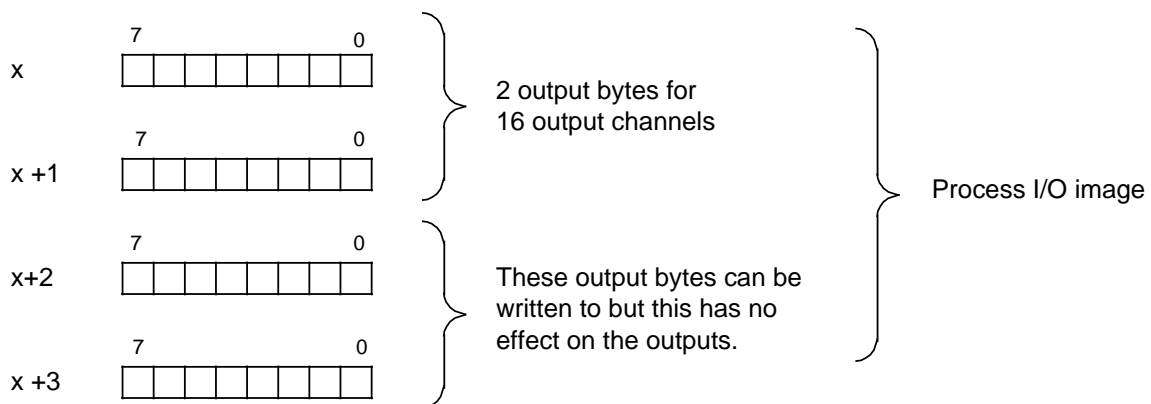 7 0
x
2 output bytes for
16 output channels
7 0
x +1
Process I/O image
7 0
x+2
These output bytes can be
written to but this has no
effect on the outputs.
7 0
x +3